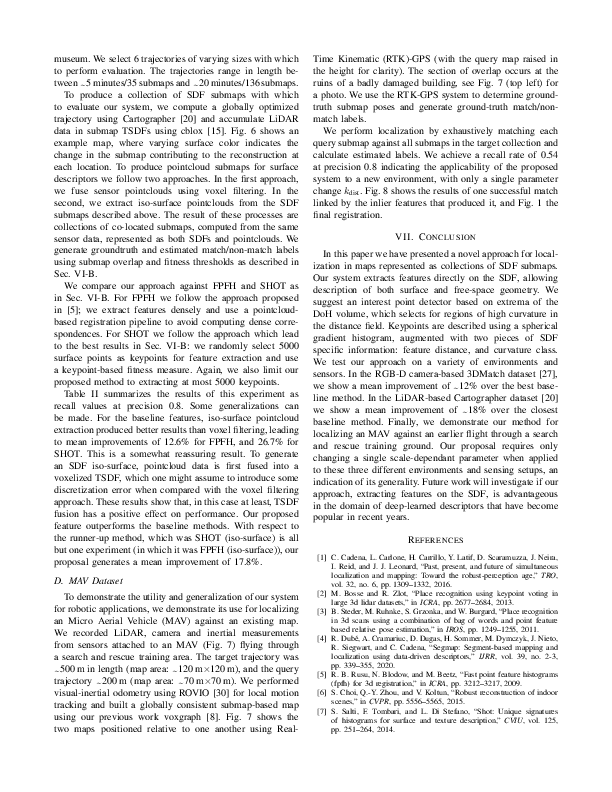 museum. We select 6 trajectories of varying sizes with which
to perform evaluation. The trajectories range in length be-
tween ∼5 minutes/35 submaps and ∼20 minutes/136submaps.
To produce a collection of SDF submaps with which
to evaluate our system, we compute a globally optimized
trajectory using Cartographer [20] and accumulate LiDAR
data in submap TSDFs using cblox [15]. Fig. 6 shows an
example map, where varying surface color indicates the
change in the submap contributing to the reconstruction at
each location. To produce pointcloud submaps for surface
descriptors we follow two approaches. In the first approach,
we fuse sensor pointclouds using voxel filtering. In the
second, we extract iso-surface pointclouds from the SDF
submaps described above. The result of these processes are
collections of co-located submaps, computed from the same
sensor data, represented as both SDFs and pointclouds. We
generate groundtruth and estimated match/non-match labels
using submap overlap and fitness thresholds as described in
Sec. VI-B.
We compare our approach against FPFH and SHOT as
in Sec. VI-B. For FPFH we follow the approach proposed
in [5]; we extract features densely and use a pointcloud-
based registration pipeline to avoid computing dense corre-
spondences. For SHOT we follow the approach which lead
to the best results in Sec. VI-B: we randomly select 5000
surface points as keypoints for feature extraction and use
a keypoint-based fitness measure. Again, we also limit our
proposed method to extracting at most 5000 keypoints.
Table II summarizes the results of this experiment as
recall values at precision 0.8. Some generalizations can
be made. For the baseline features, iso-surface pointcloud
extraction produced better results than voxel filtering, leading
to mean improvements of 12.6% for FPFH, and 26.7% for
SHOT. This is a somewhat reassuring result. To generate
an SDF iso-surface, pointcloud data is first fused into a
voxelized TSDF, which one might assume to introduce some
discretization error when compared with the voxel filtering
approach. These results show that, in this case at least, TSDF
fusion has a positive effect on performance. Our proposed
feature outperforms the baseline methods. With respect to
the runner-up method, which was SHOT (iso-surface) is all
but one experiment (in which it was FPFH (iso-surface)), our
proposal generates a mean improvement of 17.8%.
D. MAV Dataset
To demonstrate the utility and generalization of our system
for robotic applications, we demonstrate its use for localizing
an Micro Aerial Vehicle (MAV) against an existing map.
We recorded LiDAR, camera and inertial measurements
from sensors attached to an MAV (Fig. 7) flying through
a search and rescue training area. The target trajectory was
∼500 m in length (map area: ∼120 m×120 m), and the query
trajectory ∼200 m (map area: ∼70 m×70 m). We performed
visual-inertial odometry using ROVIO [30] for local motion
tracking and built a globally consistent submap-based map
using our previous work voxgraph [8]. Fig. 7 shows the
two maps positioned relative to one another using Real-
Time Kinematic (RTK)-GPS (with the query map raised in
the height for clarity). The section of overlap occurs at the
ruins of a badly damaged building, see Fig. 7 (top left) for
a photo. We use the RTK-GPS system to determine ground-
truth submap poses and generate ground-truth match/non-
match labels.
We perform localization by exhaustively matching each
query submap against all submaps in the target collection and
calculate estimated labels. We achieve a recall rate of 0.54
at precision 0.8 indicating the applicability of the proposed
system to a new environment, with only a single parameter
change kdist. Fig. 8 shows the results of one successful match
linked by the inlier features that produced it, and Fig. 1 the
final registration.
VII. CONCLUSION
In this paper we have presented a novel approach for local-
ization in maps represented as collections of SDF submaps.
Our system extracts features directly on the SDF, allowing
description of both surface and free-space geometry. We
suggest an interest point detector based on extrema of the
DoH volume, which selects for regions of high curvature in
the distance field. Keypoints are described using a spherical
gradient histogram, augmented with two pieces of SDF
specific information: feature distance, and curvature class.
We test our approach on a variety of environments and
sensors. In the RGB-D camera-based 3DMatch dataset [27],
we show a mean improvement of ∼12% over the best base-
line method. In the LiDAR-based Cartographer dataset [20]
we show a mean improvement of ∼18% over the closest
baseline method. Finally, we demonstrate our method for
localizing an MAV against an earlier flight through a search
and rescue training ground. Our proposal requires only
changing a single scale-dependant parameter when applied
to these three different environments and sensing setups, an
indication of its generality. Future work will investigate if our
approach, extracting features on the SDF, is advantageous
in the domain of deep-learned descriptors that have become
popular in recent years.
REFERENCES
[1] C. Cadena, L. Carlone, H. Carrillo, Y. Latif, D. Scaramuzza, J. Neira,
I. Reid, and J. J. Leonard, “Past, present, and future of simultaneous
localization and mapping: Toward the robust-perception age,” TRO,
vol. 32, no. 6, pp. 1309–1332, 2016.
[2] M. Bosse and R. Zlot, “Place recognition using keypoint voting in
large 3d lidar datasets,” in ICRA, pp. 2677–2684, 2013.
[3] B. Steder, M. Ruhnke, S. Grzonka, and W. Burgard, “Place recognition
in 3d scans using a combination of bag of words and point feature
based relative pose estimation,” in IROS, pp. 1249–1255, 2011.
[4] R. Dubé, A. Cramariuc, D. Dugas, H. Sommer, M. Dymczyk, J. Nieto,
R. Siegwart, and C. Cadena, “Segmap: Segment-based mapping and
localization using data-driven descriptors,” IJRR, vol. 39, no. 2-3,
pp. 339–355, 2020.
[5] R. B. Rusu, N. Blodow, and M. Beetz, “Fast point feature histograms
(fpfh) for 3d registration,” in ICRA, pp. 3212–3217, 2009.
[6] S. Choi, Q.-Y. Zhou, and V. Koltun, “Robust reconstruction of indoor
scenes,” in CVPR, pp. 5556–5565, 2015.
[7] S. Salti, F. Tombari, and L. Di Stefano, “Shot: Unique signatures
of histograms for surface and texture description,” CVIU, vol. 125,
pp. 251–264, 2014.